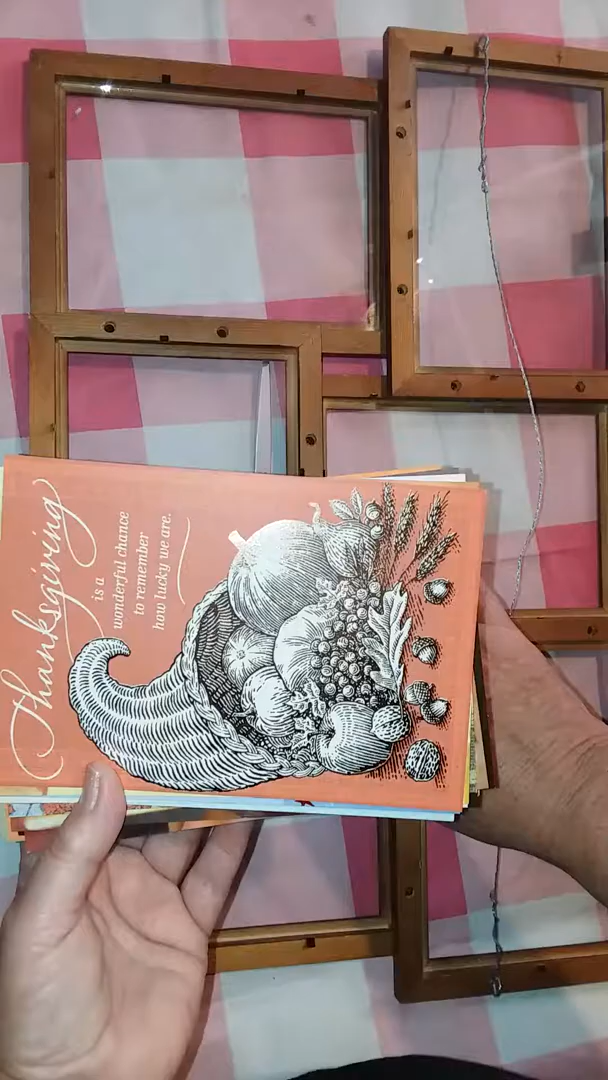 Thanksgiving
is a
wonderful chance
to remember
how lucky we are.